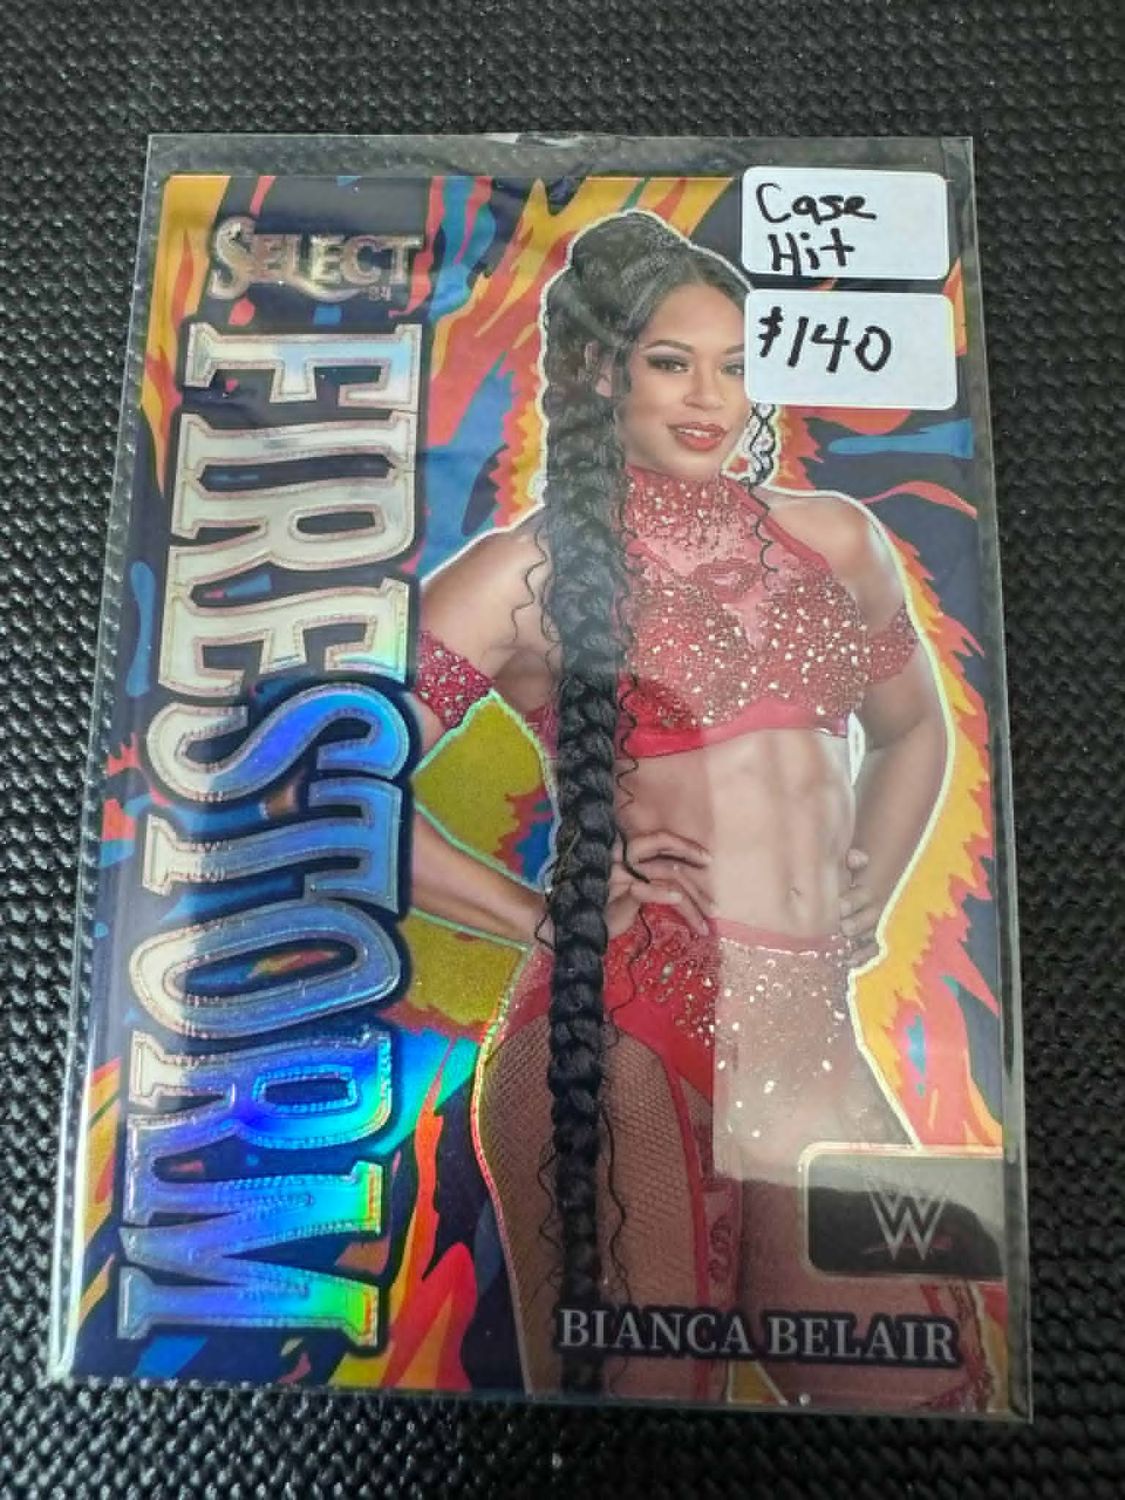 Case
Hit
$140
SELECT
FIRESTORM
W
BIANCA BELAIR